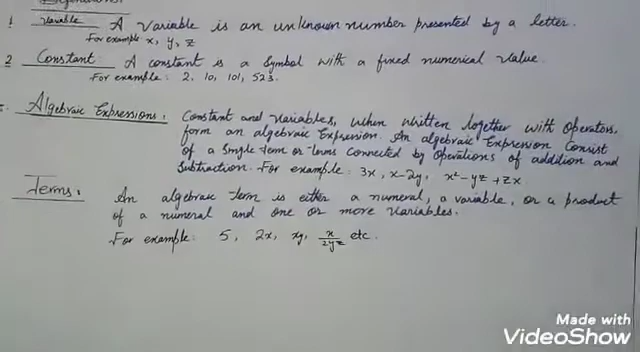 Definitions:
1 Variable A variable is an unknown number presented by a letter.
For example x, y, z
2 Constant: A constant is a symbol with a fixed numerical value.
For example: 2, 10, 101, 523.
Algebraic Expressions: Constant and variables, when written together with operators,
form an algebraic Expression. An algebraic Expression consist
of a single term or terms connected by operations of addition and
subtraction. For example: 3x, x-2y, x²-yz+zx
Terms: An algebraic term is either a numeral, a variable, or a product
of a numeral and one or more variables.
For example: 5, 2x, xy, x/2yz etc.
Made with
VideoShow